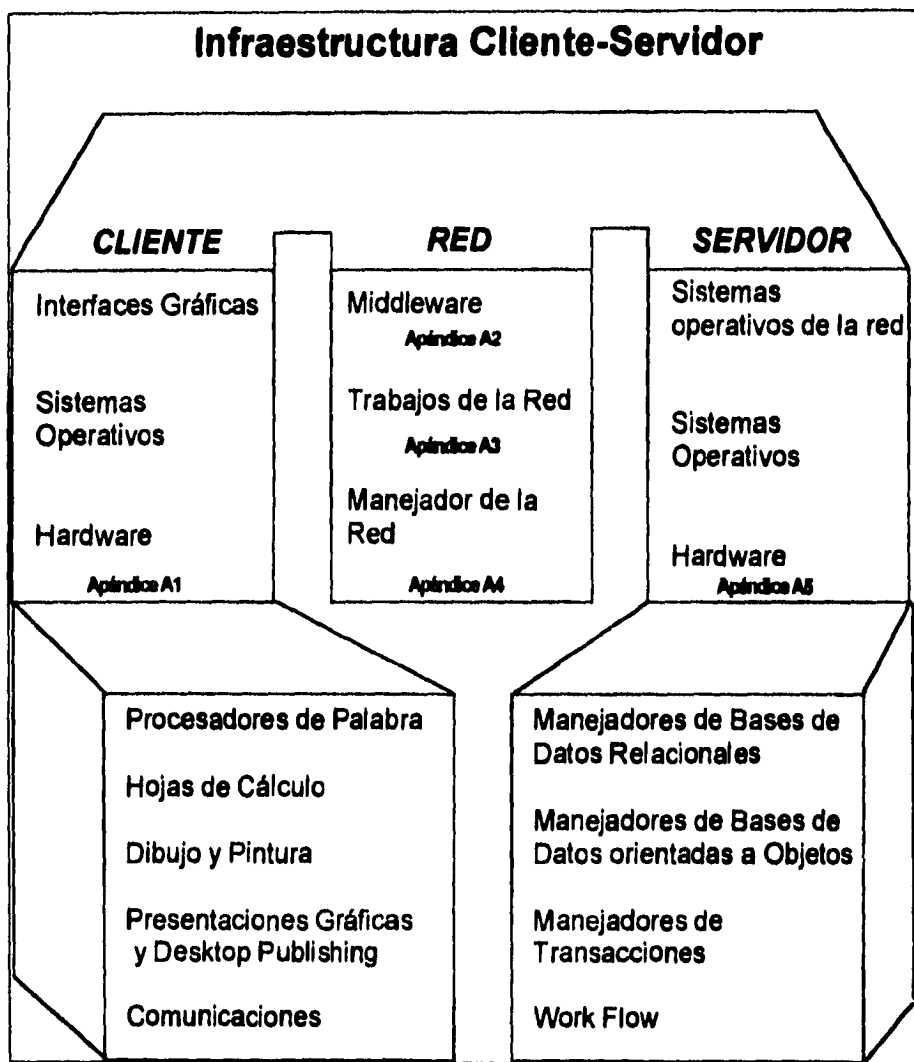 Infraestructura Cliente-Servidor
CLIENTE
Interfaces Gráficas
Sistemas
Operativos
Hardware
Apéndice A1
RED
Middleware
Apéndice A2
Trabajos de la Red
Apéndice A3
Manejador de la
Red
Apéndice A4
SERVIDOR
Sistemas
operativos de la red
Sistemas
Operativos
Hardware
Apéndice A5
Procesadores de Palabra
Hojas de Cálculo
Dibujo y Pintura
Presentaciones Gráficas
y Desktop Publishing
Comunicaciones
Manejadores de Bases de
Datos Relacionales
Manejadores de Bases de
Datos orientadas a Objetos
Manejadores de
Transacciones
Work Flow